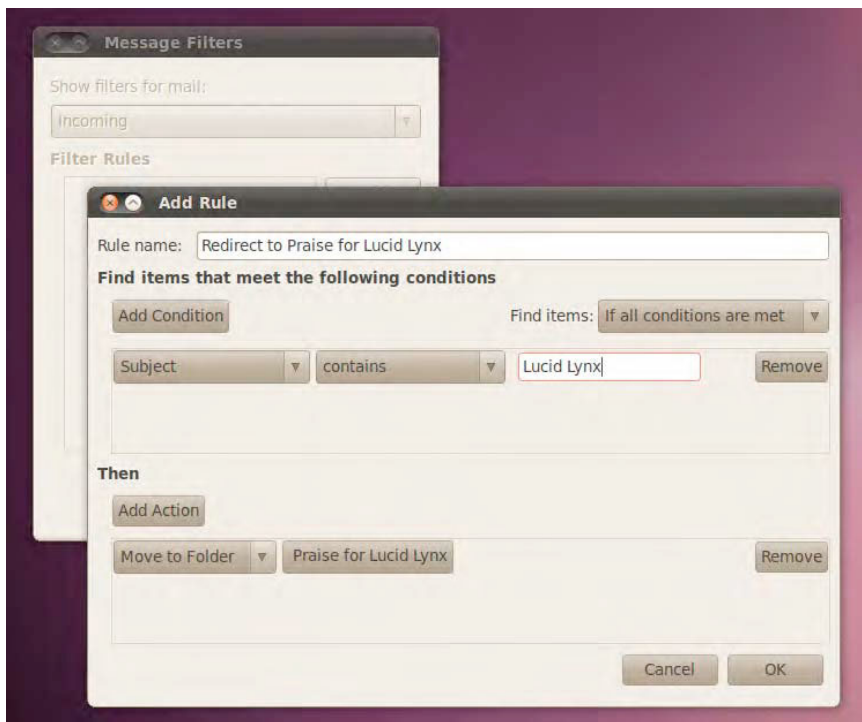 Message Filters
Show filters for mail:
Incoming
Filter Rules
Add Rule
Rule name: Redirect to Praise for Lucid Lynx
Find items that meet the following conditions
Add Condition Find items: If all conditions are met
Subject contains Lucid Lynx Remove
Then
Add Action
Move to Folder Praise for Lucid Lynx Remove
Cancel OK